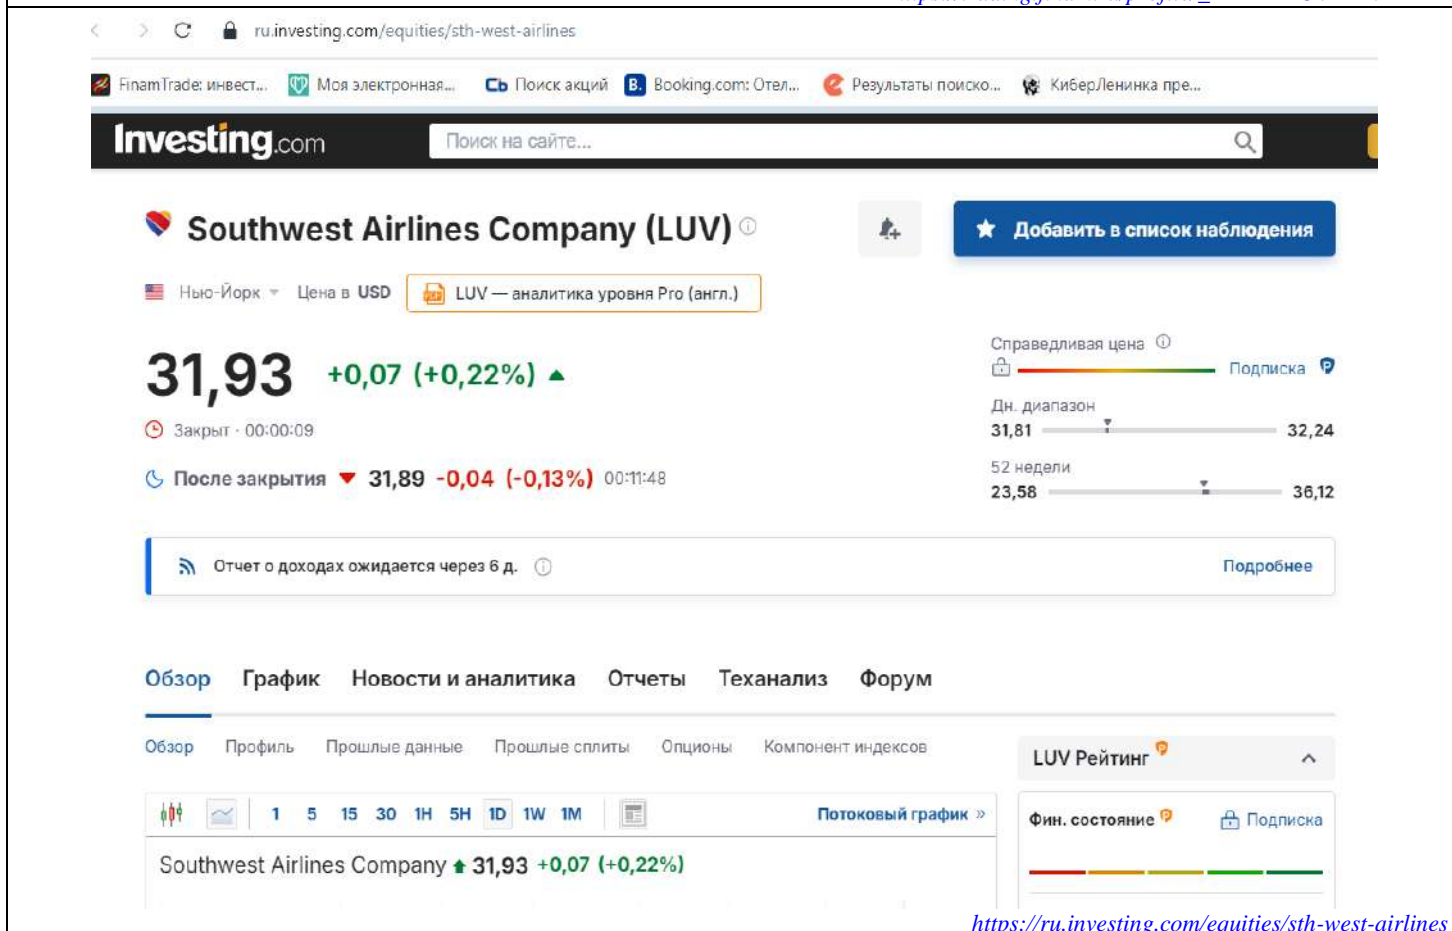 ru.investing.com/equities/sth-west-airlines
FinamTrade: инвест... Моя электронная... Сb Поиск акций B. Booking.com: Отел... Результаты поиско... КиберЛенинка пре...
Investing.com Поиск на сайте...
Southwest Airlines Company (LUV)
Добавить в список наблюдения
Нью-Йорк Цена в USD LUV — аналитика уровня Pro (англ.)
31,93 +0,07 (+0,22%)
Закрыт · 00:00:09
После закрытия 31,89 -0,04 (-0,13%) 00:11:48
Справедливая цена
Подписка
Дн. диапазон
31,81 32,24
52 недели
23,58 36,12
Отчет о доходах ожидается через 6 д. Подробнее
Обзор График Новости и аналитика Отчеты Теханализ Форум
Обзор Профиль Прошлые данные Прошлые сплиты Опционы Компонент индексов
LUV Рейтинг
1 5 15 30 1H 5H 1D 1W 1M Потоковый график »
Фин. состояние Подписка
Southwest Airlines Company 31,93 +0,07 (+0,22%)
https://ru.investing.com/equities/sth-west-airlines